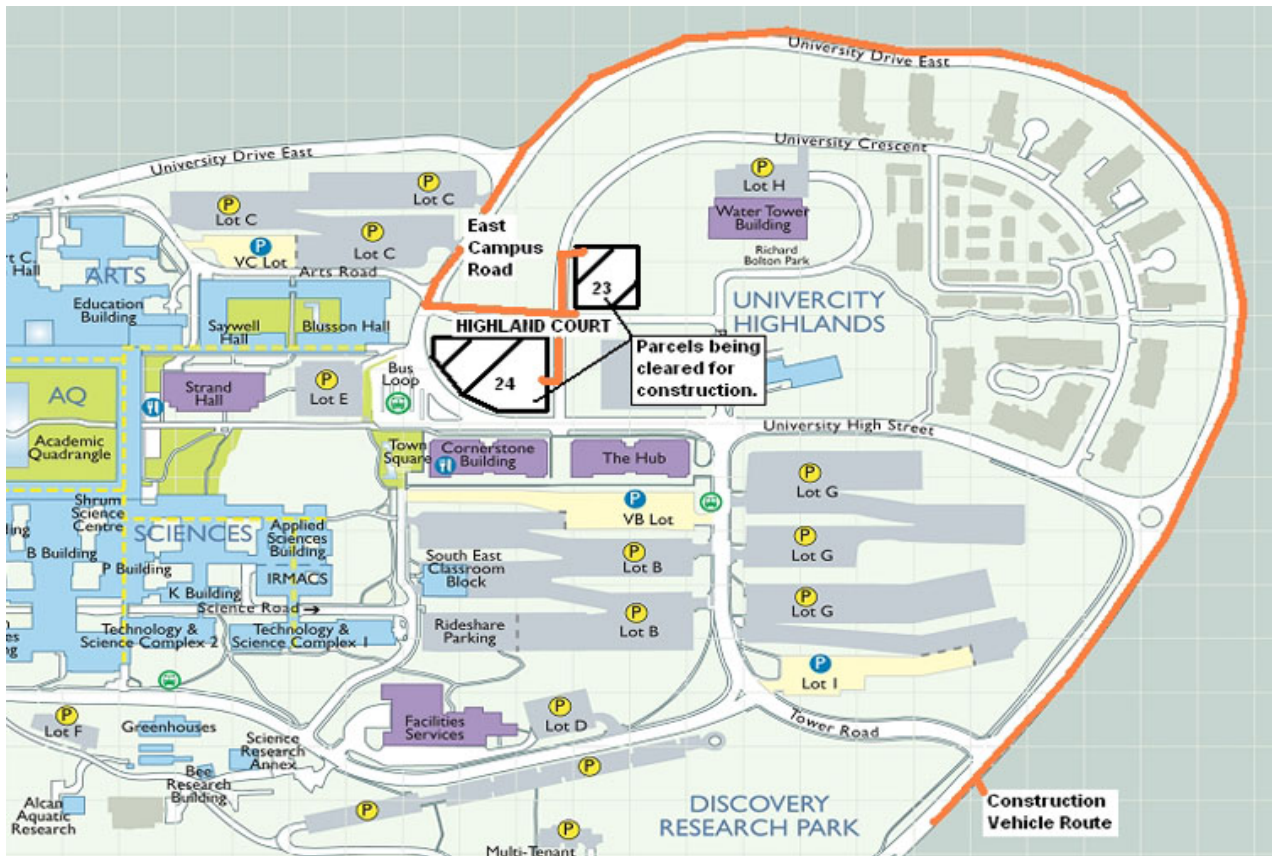 University Drive East
University Drive East
University Crescent
P
Lot H
Water Tower
Building
Richard
Bolton Park
P
Lot C
P
Lot C
P
Lot C
P
VC Lot
Arts Road
East
Campus
Road
ARTS
Hall
Education
Building
Saywell
Hall
Blusson Hall
23
UNIVERCITY
HIGHLANDS
HIGHLAND COURT
Parcels being
cleared for
construction.
24
Bus
Loop
Strand
Hall
P
Lot E
AQ
Academic
Quadrangle
University High Street
Town
Square
Cornerstone
Building
The Hub
P
Lot G
P
VB Lot
Shrum
Science
Centre
SCIENCES
Applied
Sciences
Building
B Building
P Building
IRMACS
K Building
South East
Classroom
Block
P
Lot B
P
Lot G
Science Road →
Technology &
Science Complex 2
Technology &
Science Complex 1
Rideshare
Parking
P
Lot B
P
Lot G
P
Lot I
Tower Road
P
Lot F
Greenhouses
Facilities
Services
P
Lot D
Science
Research
Annex
Bee
Research
Building
P
P
Alcan
Aquatic
Research
DISCOVERY
RESEARCH PARK
Construction
Vehicle Route
P
Multi-Tenant